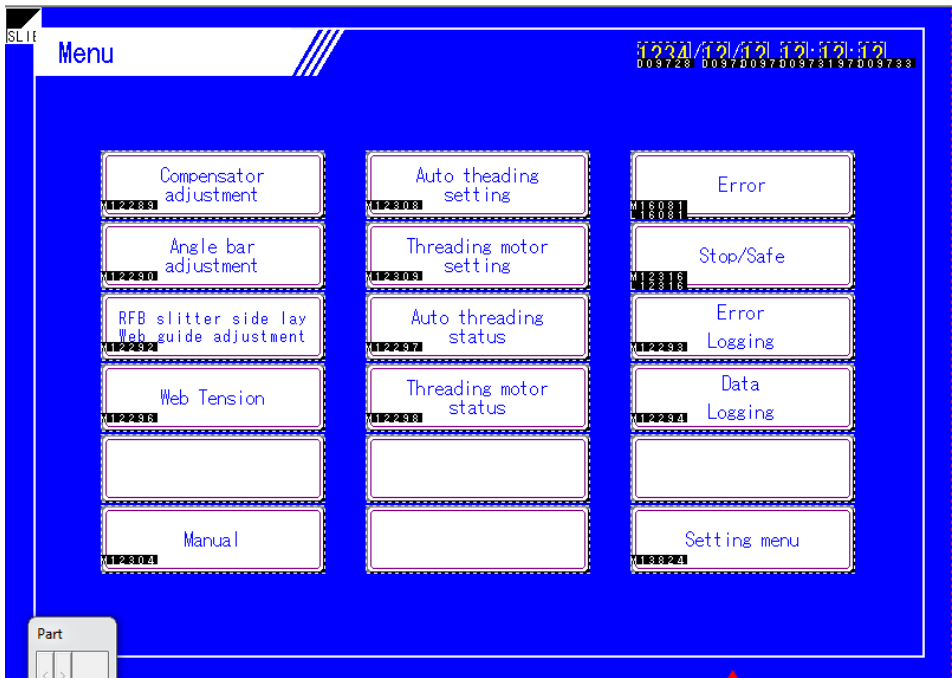 Menu
1234/12/12 12:12:12
D09728
D09733
Compensator
adjustment
M12289
Auto theading
setting
M12308
Error
M16081
L16081
Angle bar
adjustment
M12290
Threading motor
setting
M12309
Stop/Safe
M12316
L12316
RFB slitter side lay
Web guide adjustment
M12292
Auto threading
status
M12297
Error
Logging
M12293
Web Tension
M12296
Threading motor
status
M12298
Data
Logging
M12294
Manual
M12304
Setting menu
M13824
Part